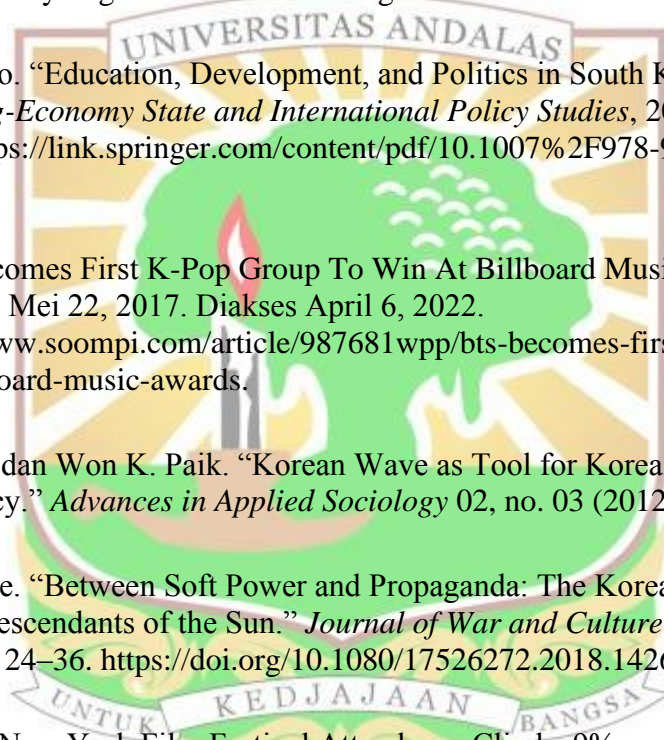 UNIVERSITAS ANDALAS
o. “Education, Development, and Politics in South K
g-Economy State and International Policy Studies, 20
ps://link.springer.com/content/pdf/10.1007%2F978-9
comes First K-Pop Group To Win At Billboard Musi
Mei 22, 2017. Diakses April 6, 2022.
ww.soompi.com/article/987681wpp/bts-becomes-firs
oard-music-awards.
dan Won K. Paik. “Korean Wave as Tool for Korea
cy.” Advances in Applied Sociology 02, no. 03 (2012
e. “Between Soft Power and Propaganda: The Korea
escendants of the Sun.” Journal of War and Culture
24–36. https://doi.org/10.1080/17526272.2018.1426
UNTUK KEDJAJAAN BANGSA